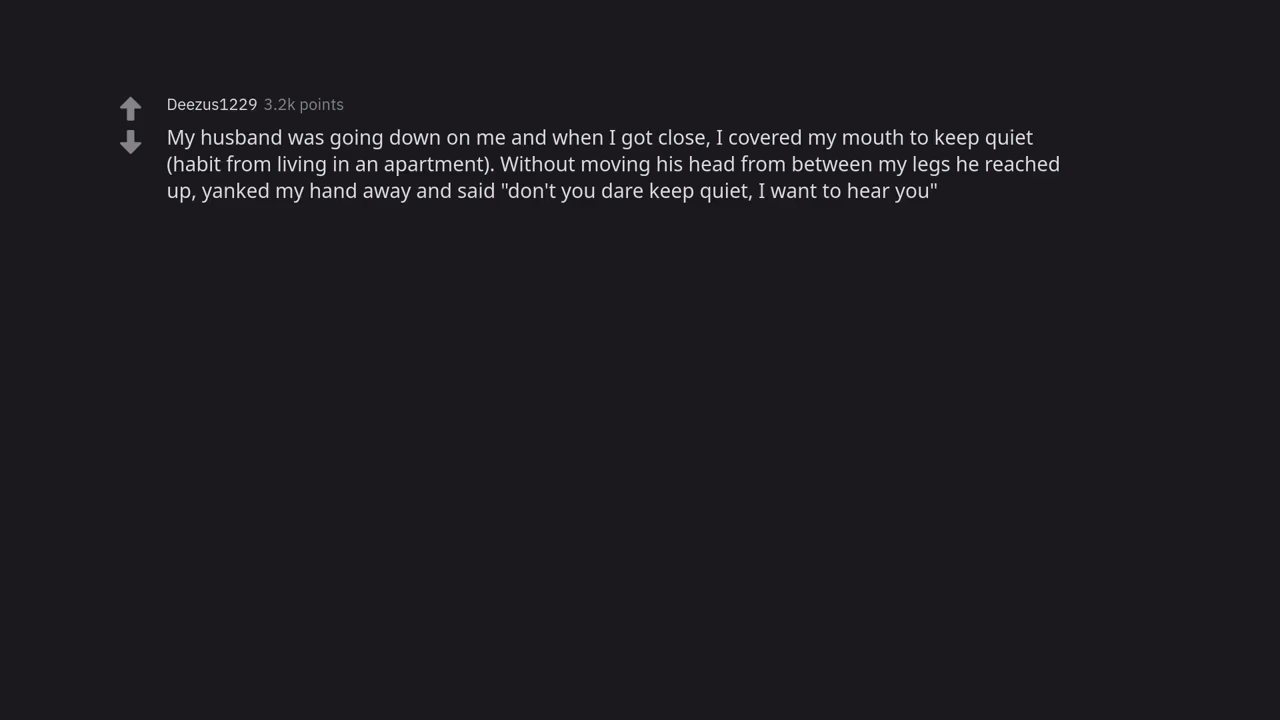 Deezus1229 3.2k points
My husband was going down on me and when I got close, I covered my mouth to keep quiet
(habit from living in an apartment). Without moving his head from between my legs he reached
up, yanked my hand away and said "don't you dare keep quiet, I want to hear you"